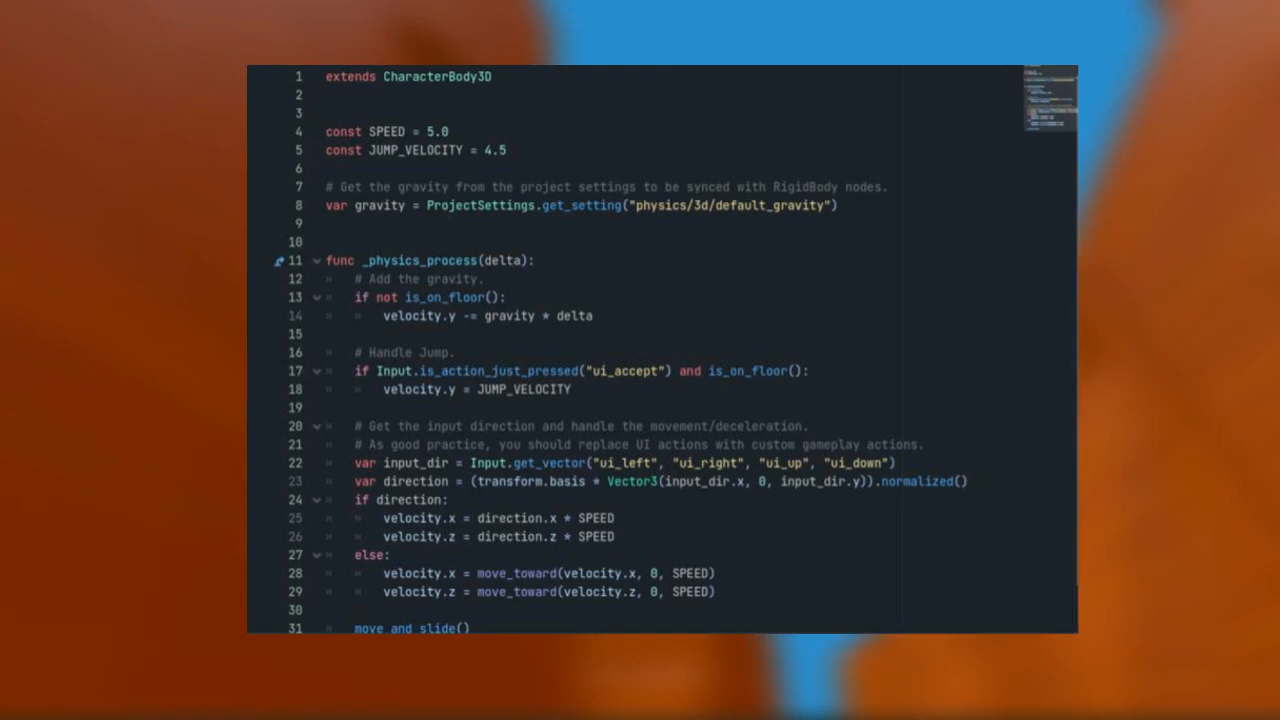 1 extends CharacterBody3D
2
3
4 const SPEED = 5.0
5 const JUMP_VELOCITY = 4.5
6
7 # Get the gravity from the project settings to be synced with RigidBody nodes.
8 var gravity = ProjectSettings.get_setting("physics/3d/default_gravity")
9
10
11 func _physics_process(delta):
12 # Add the gravity.
13 if not is_on_floor():
14 velocity.y -= gravity * delta
15
16 # Handle Jump.
17 if Input.is_action_just_pressed("ui_accept") and is_on_floor():
18 velocity.y = JUMP_VELOCITY
19
20 # Get the input direction and handle the movement/deceleration.
21 # As good practice, you should replace UI actions with custom gameplay actions.
22 var input_dir = Input.get_vector("ui_left", "ui_right", "ui_up", "ui_down")
23 var direction = (transform.basis * Vector3(input_dir.x, 0, input_dir.y)).normalized()
24 if direction:
25 velocity.x = direction.x * SPEED
26 velocity.z = direction.z * SPEED
27 else:
28 velocity.x = move_toward(velocity.x, 0, SPEED)
29 velocity.z = move_toward(velocity.z, 0, SPEED)
30
31 move_and_slide()